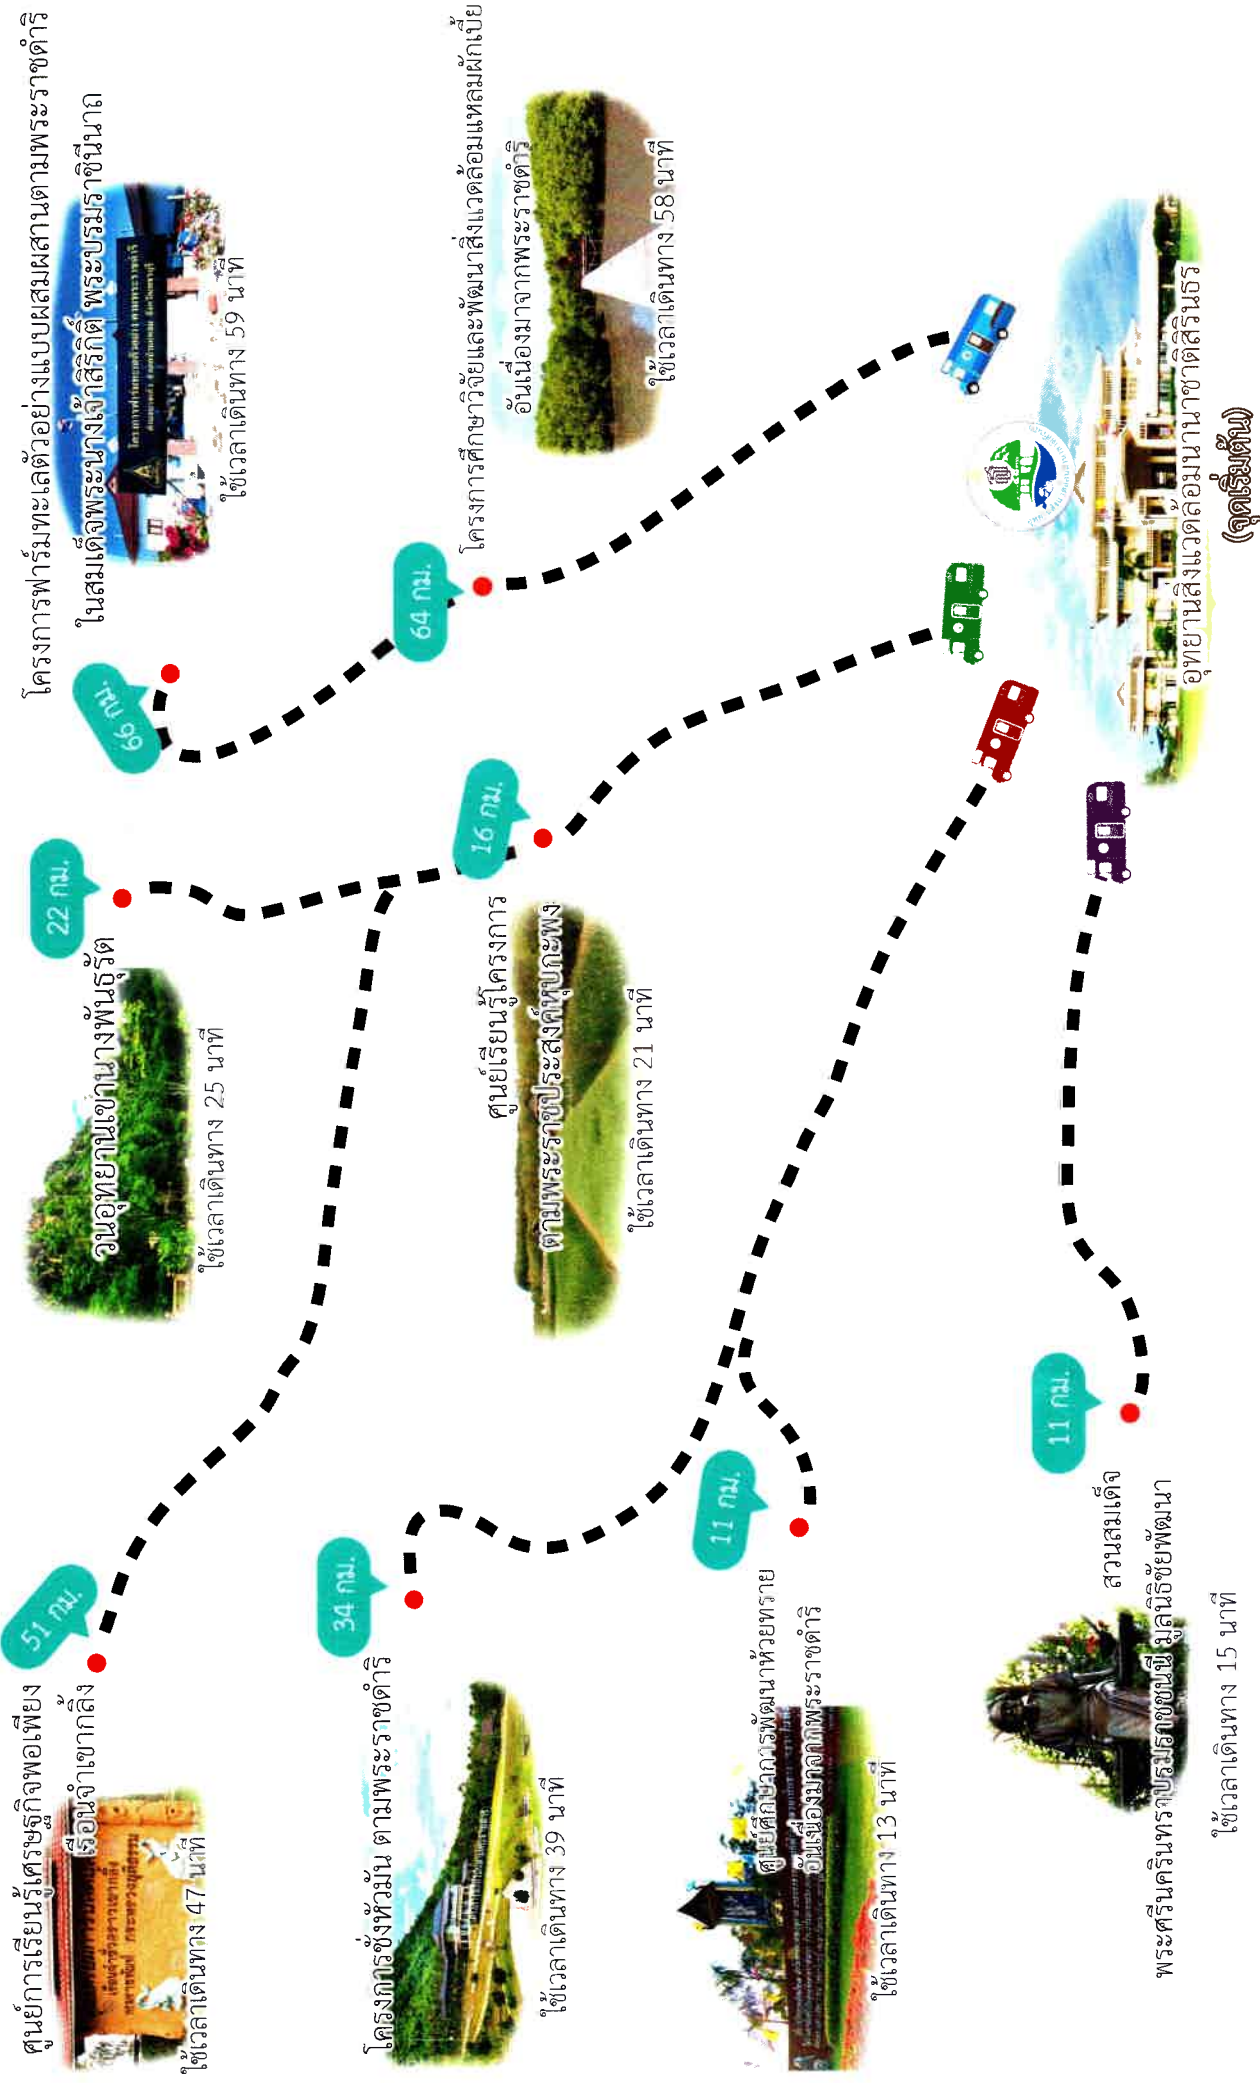 ศูนย์การเรียนรู้เศรษฐกิจพอเพียง
เรือนจำเขากลิ้ง
ใช้เวลาเดินทาง 47 นาที
51 กม.
วนอุทยานเขานางพันธุรัต
ใช้เวลาเดินทาง 25 นาที
22 กม.
โครงการฟาร์มทะเลตัวอย่างแบบผสมผสานตามพระราชดำริ
ในสมเด็จพระนางเจ้าสิริกิติ์ พระบรมราชินีนาถ
ใช้เวลาเดินทาง 59 นาที
66 กม.
โครงการชั่งหัวมัน ตามพระราชดำริ
ใช้เวลาเดินทาง 39 นาที
34 กม.
ศูนย์เรียนรู้โครงการ
ตามพระราชประสงค์หุบกะพง
ใช้เวลาเดินทาง 21 นาที
16 กม.
64 กม.
โครงการศึกษาวิจัยและพัฒนาสิ่งแวดล้อมแหลมผักเบี้ย
อันเนื่องมาจากพระราชดำริ
ใช้เวลาเดินทาง 58 นาที
ศูนย์ศึกษาการพัฒนาห้วยทราย
อันเนื่องมาจากพระราชดำริ
ใช้เวลาเดินทาง 13 นาที
11 กม.
สวนสมเด็จ
พระศรีนครินทราบรมราชชนนี มูลนิธิชัยพัฒนา
ใช้เวลาเดินทาง 15 นาที
11 กม.
อุทยานสิ่งแวดล้อมนานาชาติสิรินธร
(จุดเริ่มต้น)